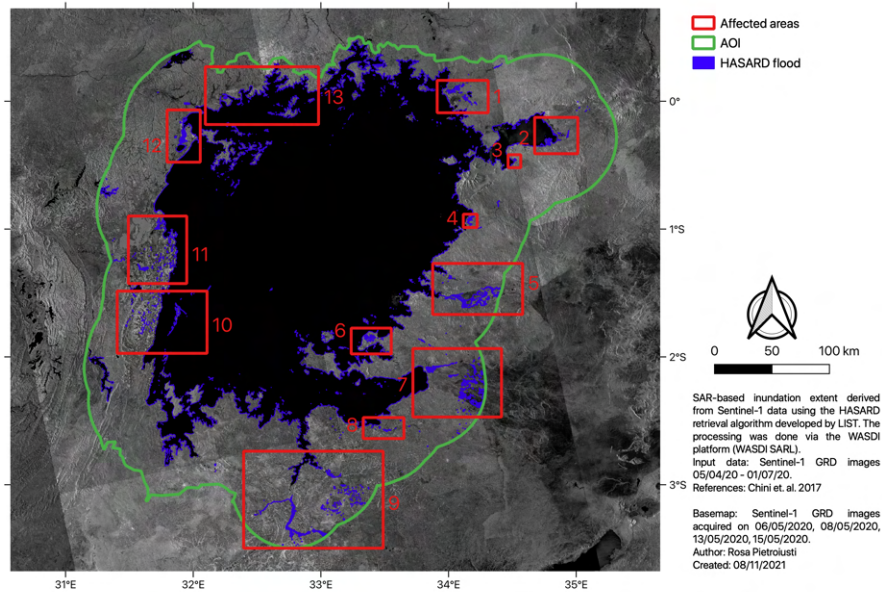 Affected areas
AOI
HASARD flood
13
1
0°
12
2
3
4
1°S
11
5
10
6
0 50 100 km
2°S
7
8
9
3°S
SAR-based inundation extent derived
from Sentinel-1 data using the HASARD
retrieval algorithm developed by LIST. The
processing was done via the WASDI
platform (WASDI SARL).
Input data: Sentinel-1 GRD images
05/04/20 - 01/07/20.
References: Chini et. al. 2017
Basemap: Sentinel-1 GRD images
acquired on 06/05/2020, 08/05/2020,
13/05/2020, 15/05/2020.
Author: Rosa Pietroiusti
Created: 08/11/2021
31°E 32°E 33°E 34°E 35°E